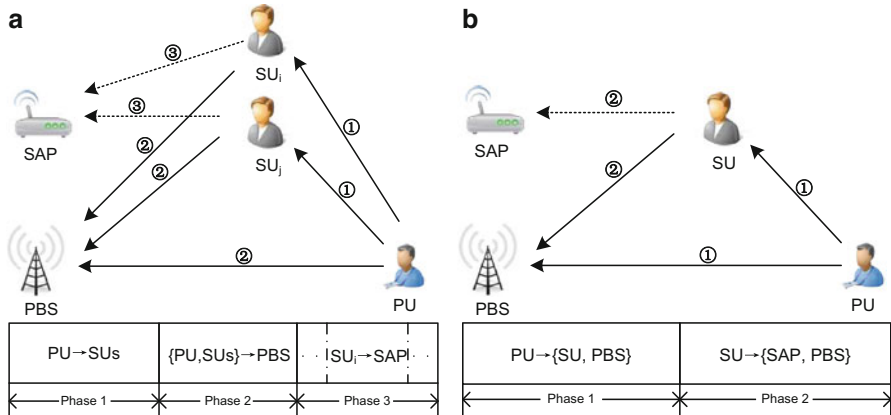 a
③
SUi
③
SAP
②
SUj
①
②
①
②
PBS
PU
PU→SUs
{PU,SUs}→PBS
· · SUi→SAP · ·
Phase 1
Phase 2
Phase 3
b
②
SAP
SU
②
①
①
PBS
PU
PU→{SU, PBS}
SU→{SAP, PBS}
Phase 1
Phase 2